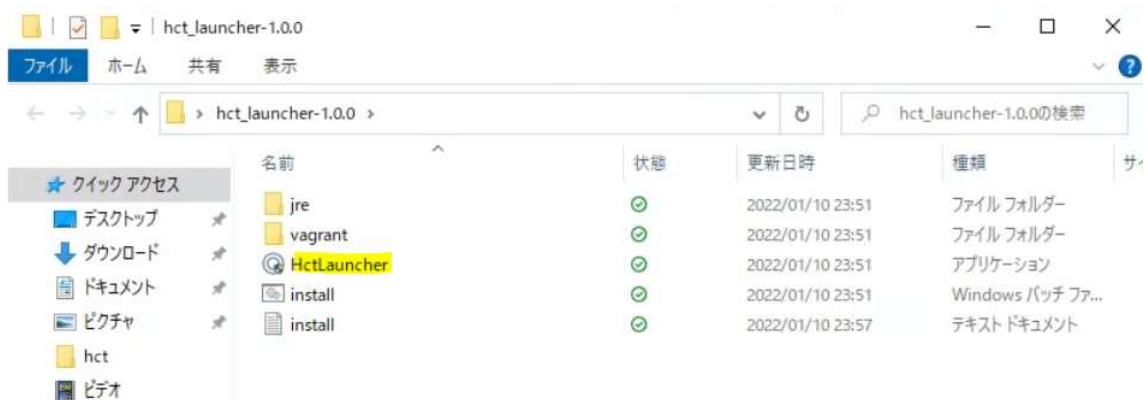 hct_launcher-1.0.0
ファイル ホーム 共有 表示
hct_launcher-1.0.0 hct_launcher-1.0.0の検索
名前 状態 更新日時 種類 サイ
クイック アクセス
デスクトップ
ダウンロード
ドキュメント
ピクチャ
hct
ビデオ
jre 2022/01/10 23:51 ファイル フォルダー
vagrant 2022/01/10 23:51 ファイル フォルダー
HctLauncher 2022/01/10 23:51 アプリケーション
install 2022/01/10 23:51 Windows バッチ ファ...
install 2022/01/10 23:57 テキスト ドキュメント